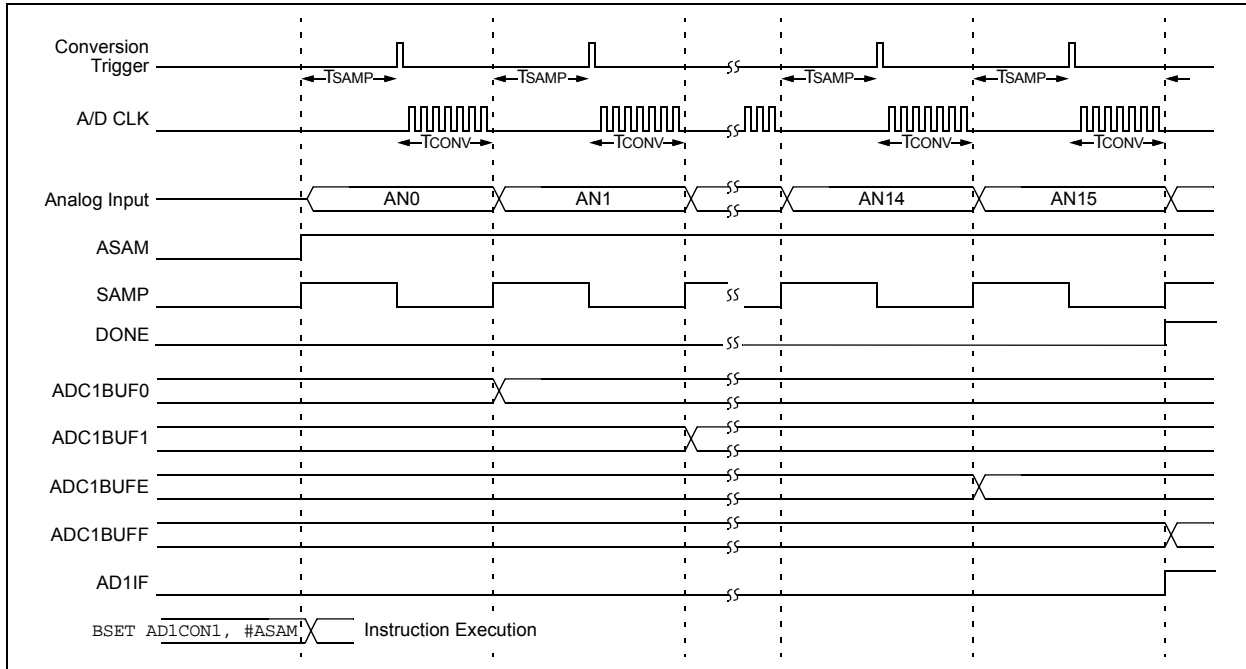 Conversion
Trigger
TSAMP TSAMP TSAMP TSAMP
A/D CLK
TCONV TCONV TCONV TCONV
Analog Input AN0 AN1 AN14 AN15
ASAM
SAMP
DONE
ADC1BUF0
ADC1BUF1
ADC1BUFE
ADC1BUFF
AD1IF
BSET AD1CON1, #ASAM Instruction Execution